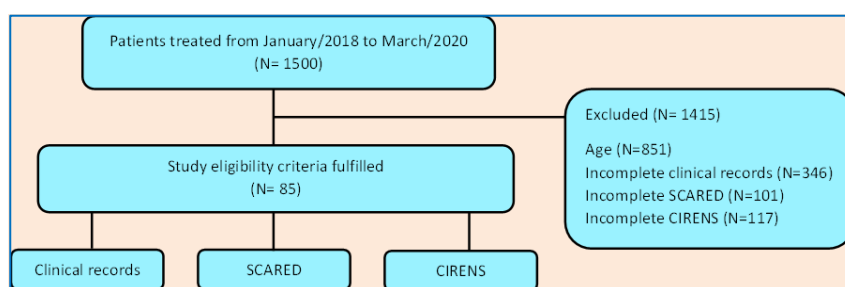 Patients treated from January/2018 to March/2020
(N= 1500)
Excluded (N= 1415)
Age (N=851)
Incomplete clinical records (N=346)
Incomplete SCARED (N=101)
Incomplete CIRENS (N=117)
Study eligibility criteria fulfilled
(N= 85)
Clinical records
SCARED
CIRENS